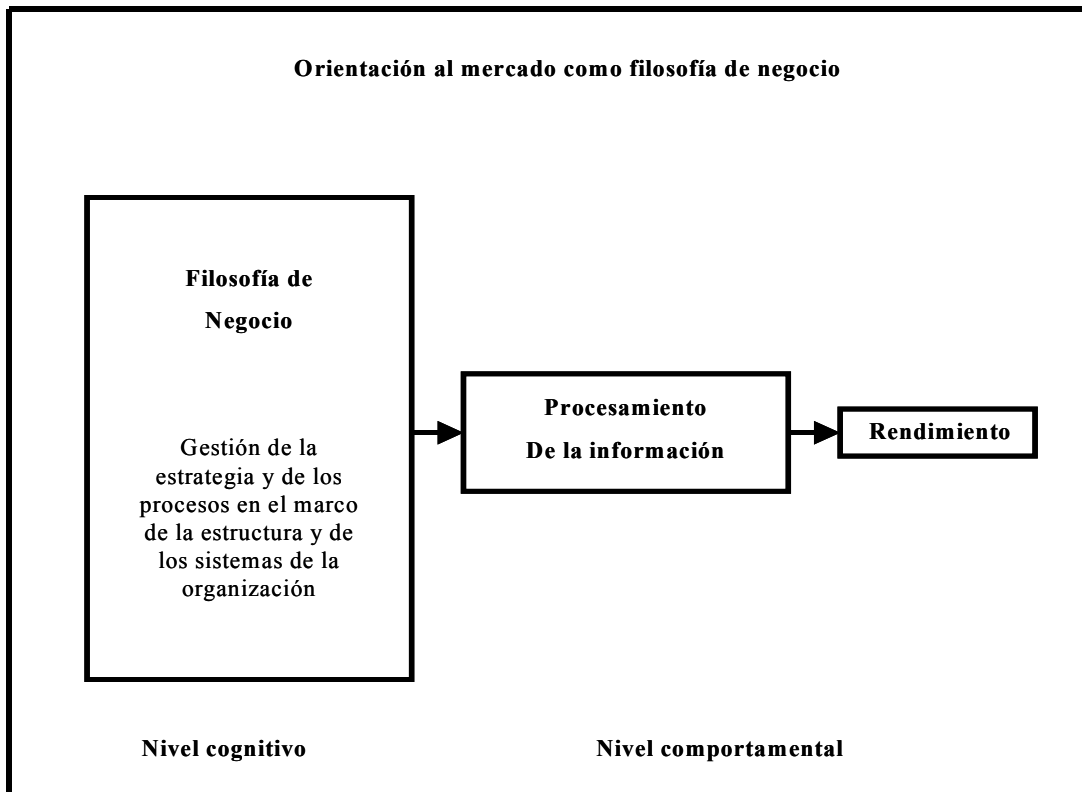 Orientación al mercado como filosofía de negocio
Filosofía de
Negocio
Gestión de la
estrategia y de los
procesos en el marco
de la estructura y de
los sistemas de la
organización
Procesamiento
De la información
Rendimiento
Nivel cognitivo
Nivel comportamental